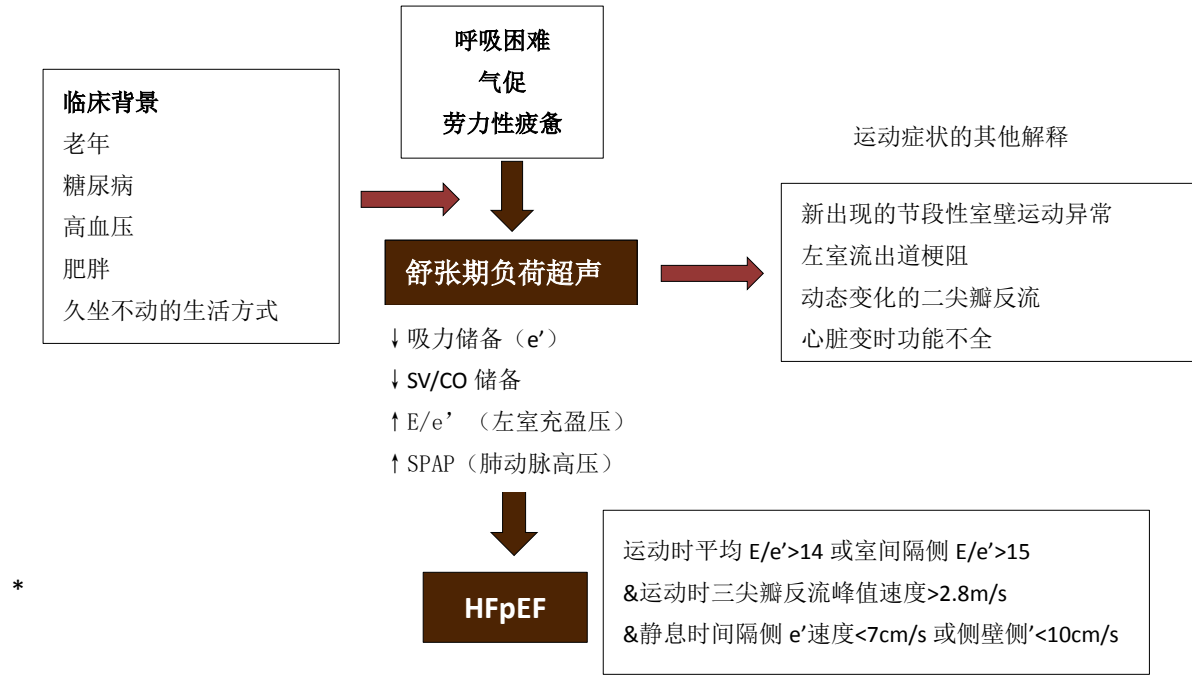 呼吸困难
气促
劳力性疲惫
临床背景
老年
糖尿病
高血压
肥胖
久坐不动的生活方式
运动症状的其他解释
新出现的节段性室壁运动异常
左室流出道梗阻
动态变化的二尖瓣反流
心脏变时功能不全
舒张期负荷超声
↓吸力储备（e’）
↓SV/CO 储备
↑E/e’ （左室充盈压）
↑SPAP（肺动脉高压）
HFpEF
运动时平均 E/e’>14 或室间隔侧 E/e’>15
&运动时三尖瓣反流峰值速度>2.8m/s
&静息时间隔侧 e’速度<7cm/s 或侧壁侧’<10cm/s
*